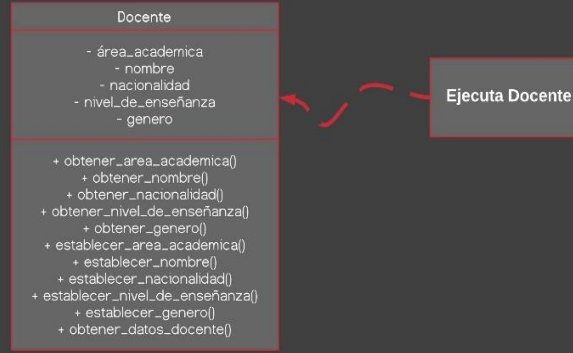 Docente
- área_academica
- nombre
- nacionalidad
- nivel_de_enseñanza
- genero
+ obtener_area_academica()
+ obtener_nombre()
+ obtener_nacionalidad()
+ obtener_nivel_de_enseñanza()
+ obtener_genero()
+ establecer_area_academica()
+ establecer_nombre()
+ establecer_nacionalidad()
+ establecer_nivel_de_enseñanza()
+ establecer_genero()
+ obtener_datos_docente()
Ejecuta Docente